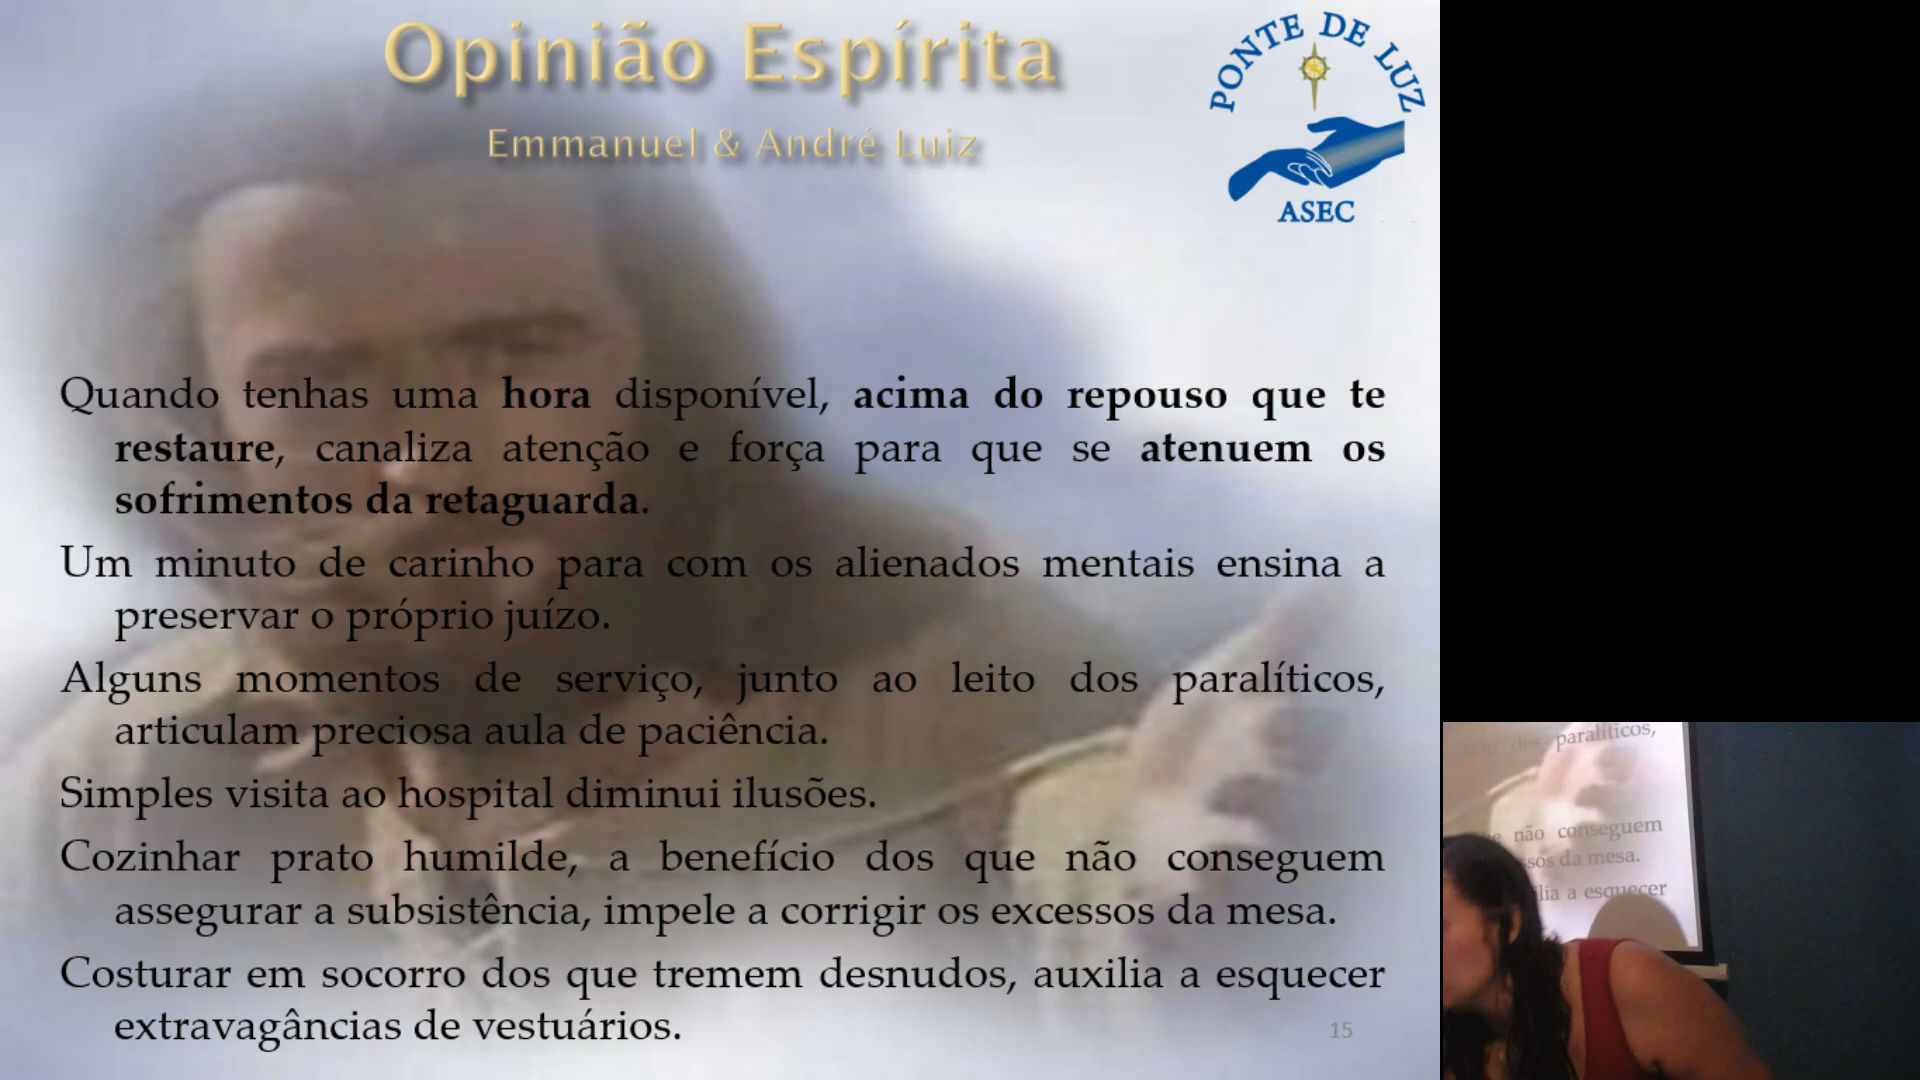 Opinião Espírita
Emmanuel & André Luiz
PONTE DE LUZ
ASEC
Quando tenhas uma hora disponível, acima do repouso que te
restaure, canaliza atenção e força para que se atenuem os
sofrimentos da retaguarda.
Um minuto de carinho para com os alienados mentais ensina a
preservar o próprio juízo.
Alguns momentos de serviço, junto ao leito dos paralíticos,
articulam preciosa aula de paciência.
Simples visita ao hospital diminui ilusões.
Cozinhar prato humilde, a benefício dos que não conseguem
assegurar a subsistência, impele a corrigir os excessos da mesa.
Costurar em socorro dos que tremem desnudos, auxilia a esquecer
extravagâncias de vestuários.
15
dos paralíticos,
não conseguem
da mesa.
a esquecer